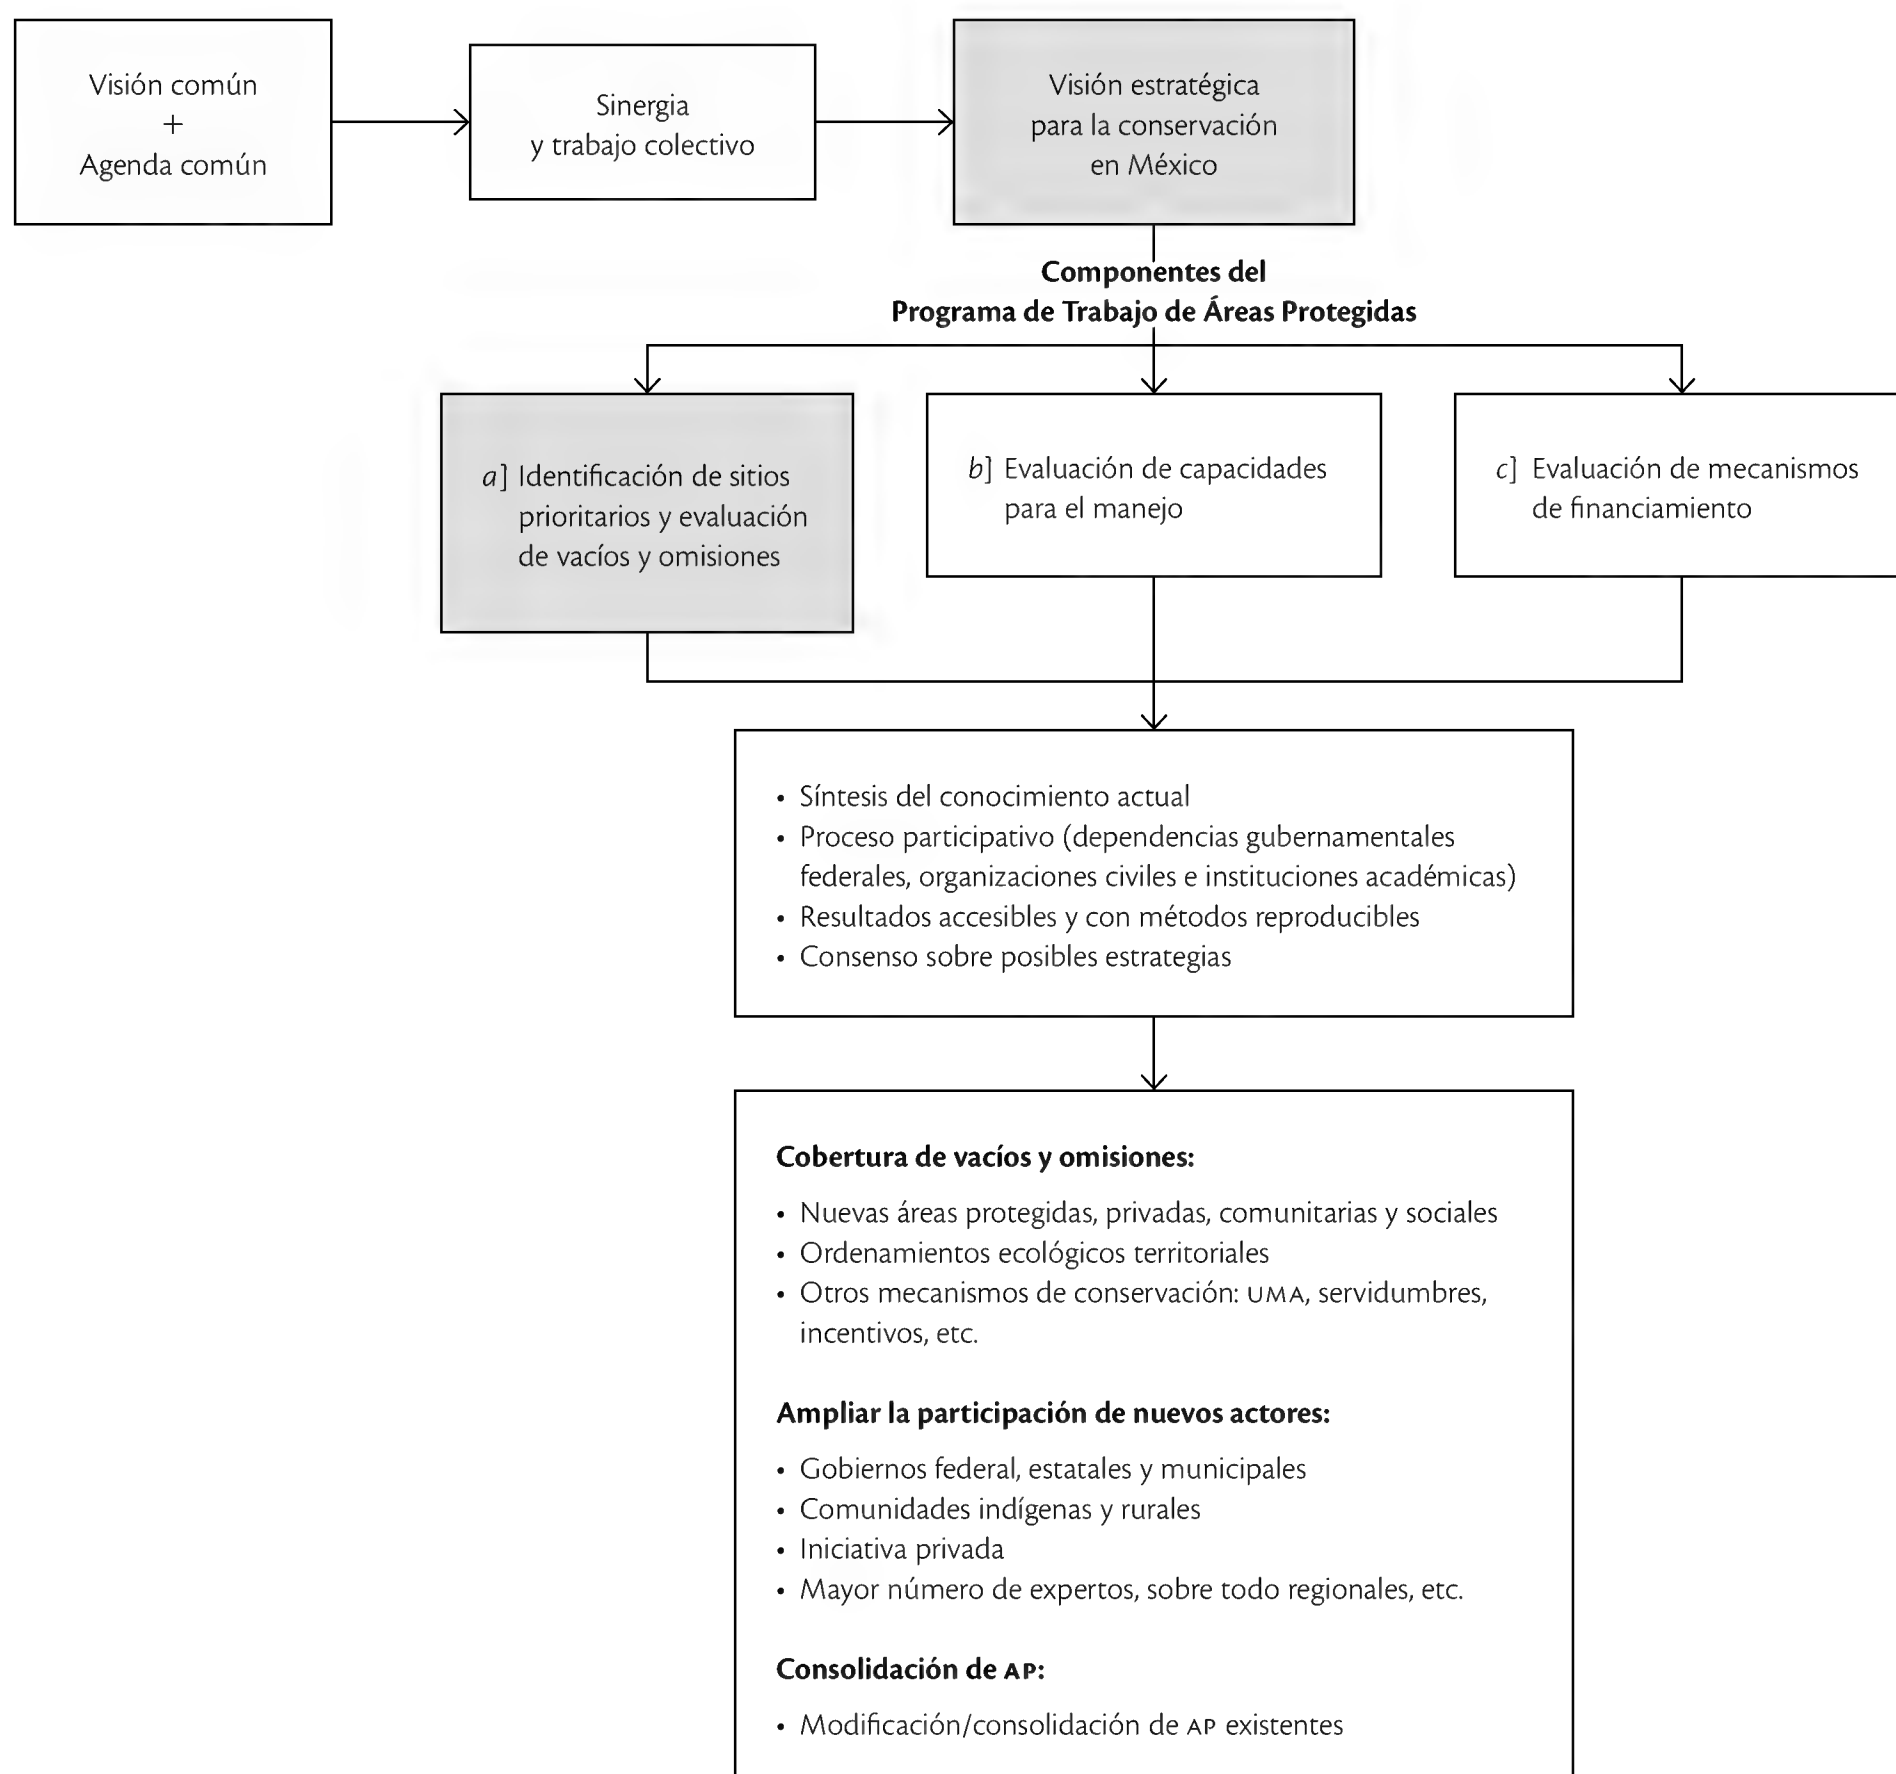 Visión común
+
Agenda común
Sinergia
y trabajo colectivo
Visión estratégica
para la conservación
en México
Componentes del
Programa de Trabajo de Áreas Protegidas
a] Identificación de sitios
prioritarios y evaluación
de vacíos y omisiones
b] Evaluación de capacidades
para el manejo
c] Evaluación de mecanismos
de financiamiento
• Síntesis del conocimiento actual
• Proceso participativo (dependencias gubernamentales
federales, organizaciones civiles e instituciones académicas)
• Resultados accesibles y con métodos reproducibles
• Consenso sobre posibles estrategias
Cobertura de vacíos y omisiones:
• Nuevas áreas protegidas, privadas, comunitarias y sociales
• Ordenamientos ecológicos territoriales
• Otros mecanismos de conservación: UMA, servidumbres,
incentivos, etc.
Ampliar la participación de nuevos actores:
• Gobiernos federal, estatales y municipales
• Comunidades indígenas y rurales
• Iniciativa privada
• Mayor número de expertos, sobre todo regionales, etc.
Consolidación de AP:
• Modificación/consolidación de AP existentes